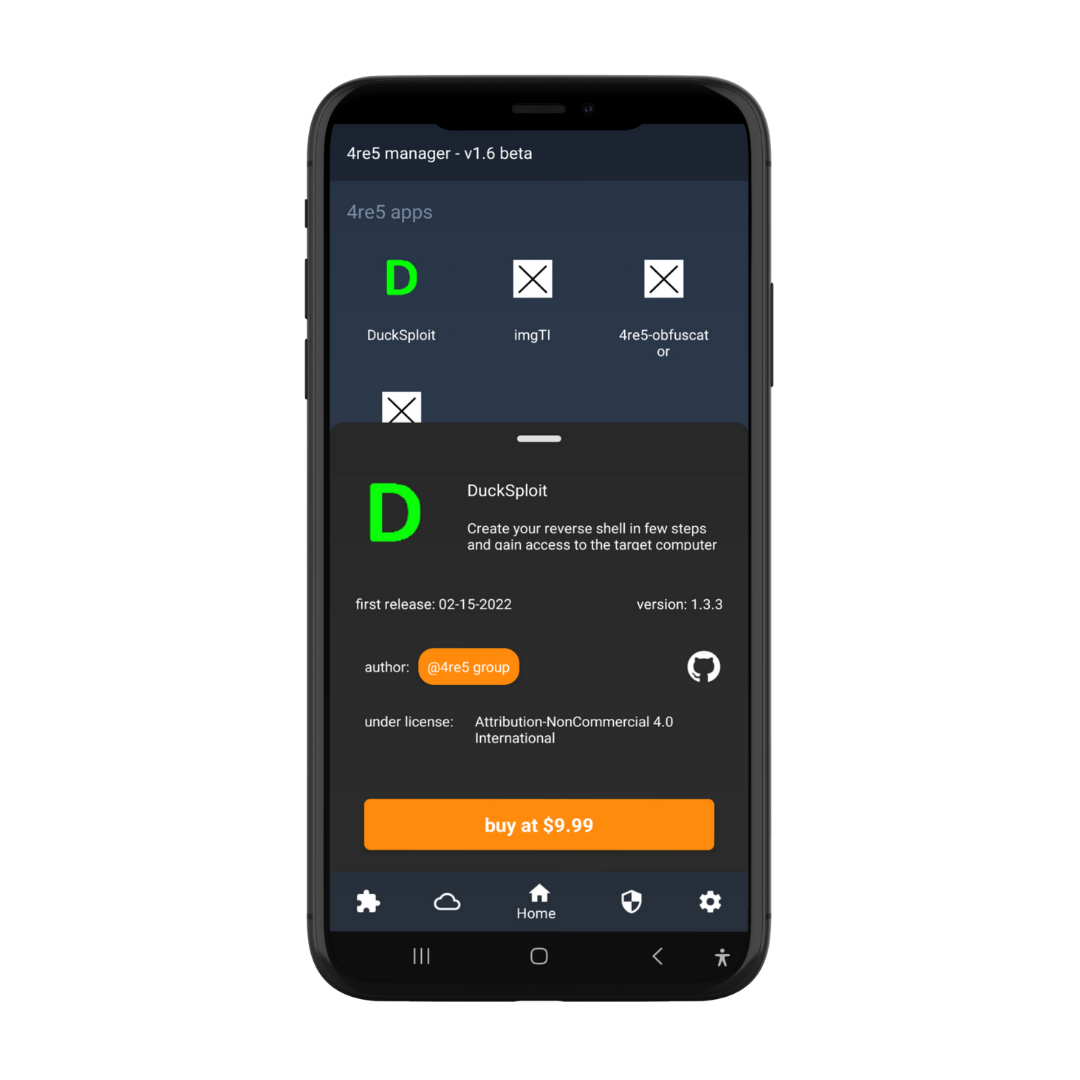 4re5 manager - v1.6 beta
4re5 apps
D
DuckSploit
imgTI
4re5-obfuscat
or
D
DuckSploit
Create your reverse shell in few steps
and gain access to the target computer
first release: 02-15-2022
version: 1.3.3
author:
@4re5 group
under license:
Attribution-NonCommercial 4.0
International
buy at $9.99
Home